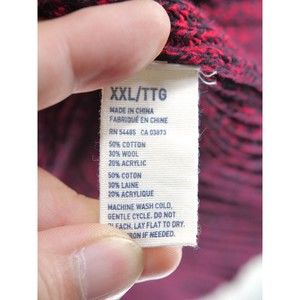 XXL/TTG
MADE IN CHINA
FABRIQUÉ EN CHINE
RN 54485 CA 03873
50% COTTON
30% WOOL
20% ACRYLIC
50% COTON
30% LAINE
20% ACRYLIQUE
MACHINE WASH COLD,
GENTLE CYCLE. DO NOT
BLEACH. LAY FLAT TO DRY.
IRON IF NEEDED.